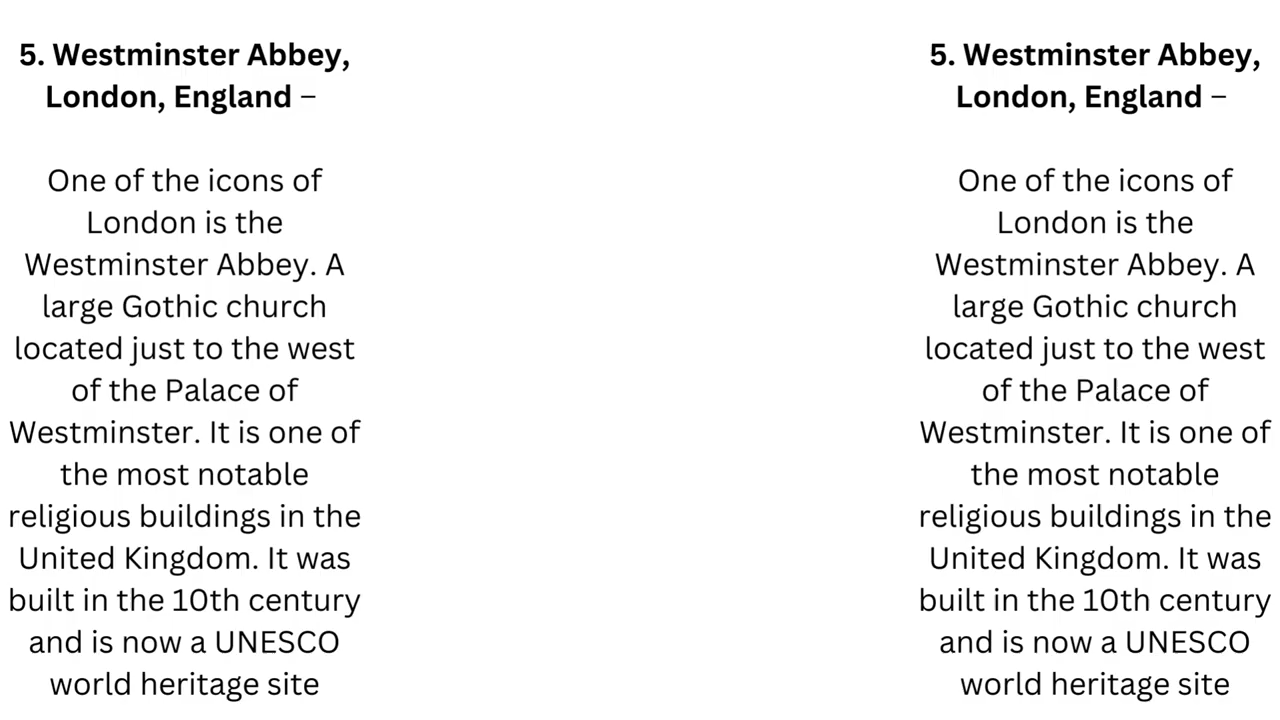 5. Westminster Abbey,
London, England –
One of the icons of
London is the
Westminster Abbey. A
large Gothic church
located just to the west
of the Palace of
Westminster. It is one of
the most notable
religious buildings in the
United Kingdom. It was
built in the 10th century
and is now a UNESCO
world heritage site
5. Westminster Abbey,
London, England –
One of the icons of
London is the
Westminster Abbey. A
large Gothic church
located just to the west
of the Palace of
Westminster. It is one of
the most notable
religious buildings in the
United Kingdom. It was
built in the 10th century
and is now a UNESCO
world heritage site